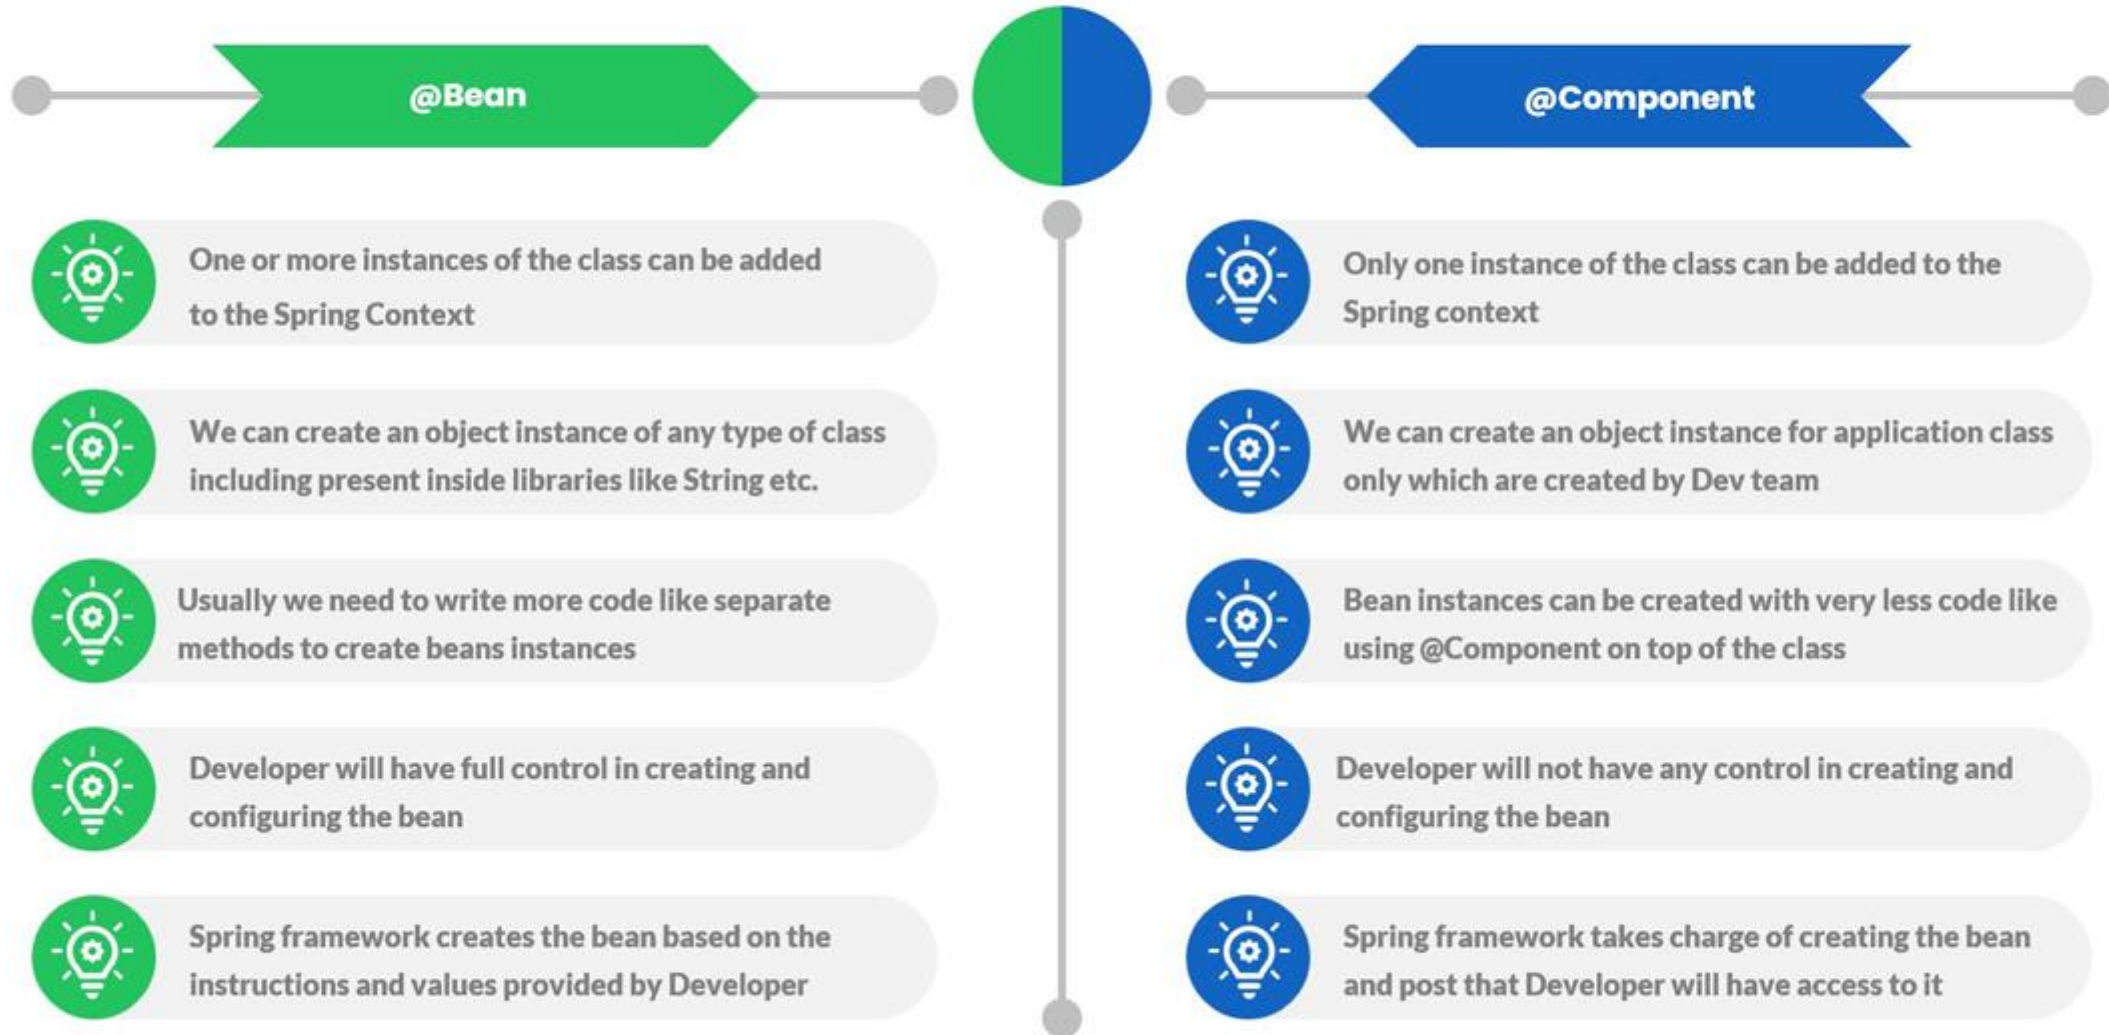 @Bean
One or more instances of the class can be added
to the Spring Context
We can create an object instance of any type of class
including present inside libraries like String etc.
Usually we need to write more code like separate
methods to create beans instances
Developer will have full control in creating and
configuring the bean
Spring framework creates the bean based on the
instructions and values provided by Developer
@Component
Only one instance of the class can be added to the
Spring context
We can create an object instance for application class
only which are created by Dev team
Bean instances can be created with very less code like
using @Component on top of the class
Developer will not have any control in creating and
configuring the bean
Spring framework takes charge of creating the bean
and post that Developer will have access to it